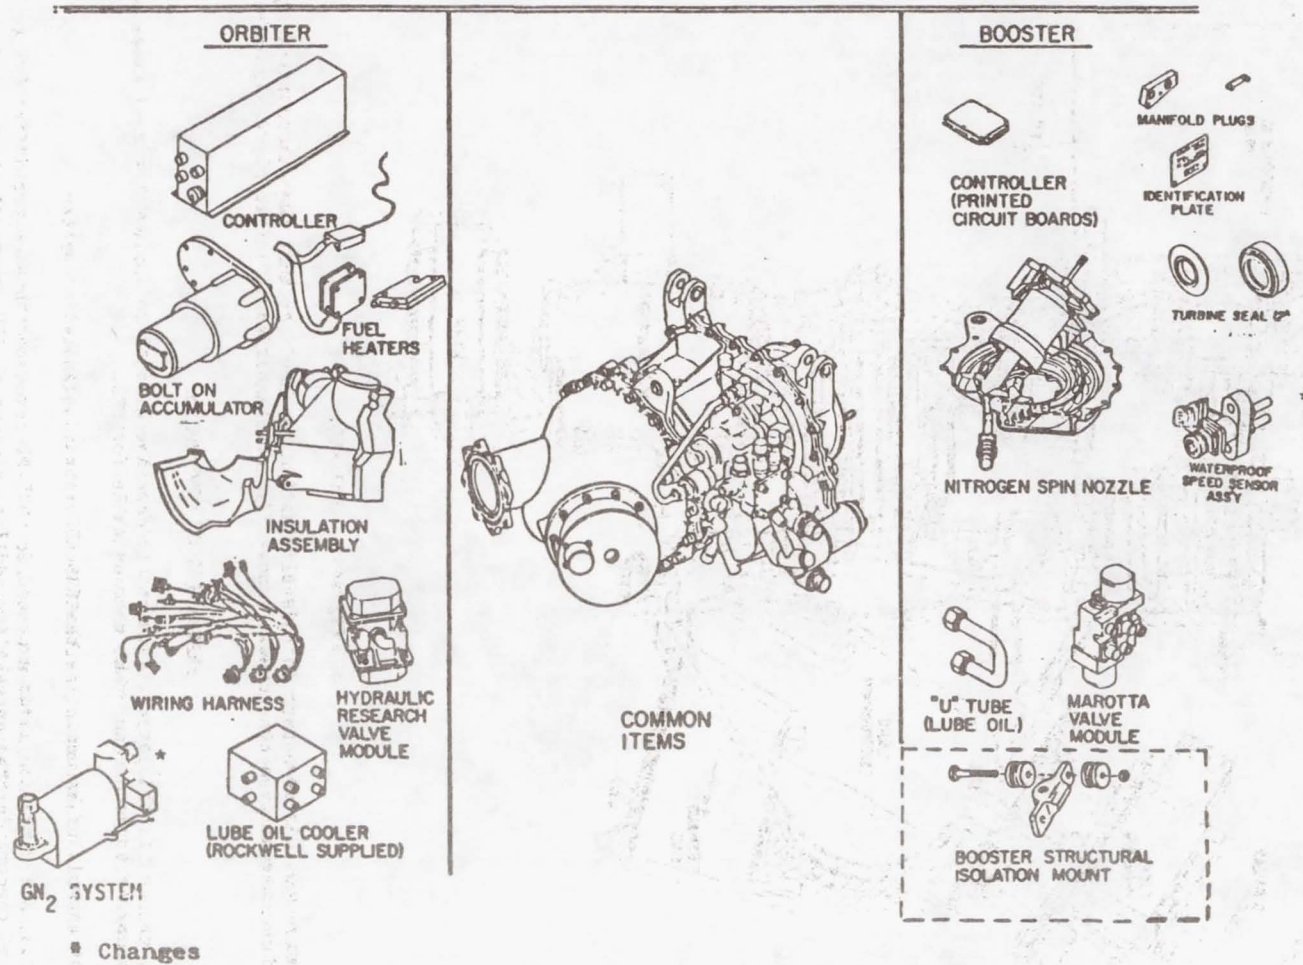 ORBITER
CONTROLLER
FUEL
HEATERS
BOLT ON
ACCUMULATOR
INSULATION
ASSEMBLY
WIRING HARNESS
HYDRAULIC
RESEARCH
VALVE
MODULE
*
LUBE OIL COOLER
(ROCKWELL SUPPLIED)
GN2 SYSTEM
* Changes
COMMON
ITEMS
BOOSTER
MANIFOLD PLUGS
CONTROLLER
(PRINTED
CIRCUIT BOARDS)
IDENTIFICATION
PLATE
TURBINE SEAL
NITROGEN SPIN NOZZLE
WATERPROOF
SPEED SENSOR
ASS'Y
"U" TUBE
(LUBE OIL)
MAROTTA
VALVE
MODULE
BOOSTER STRUCTURAL
ISOLATION MOUNT